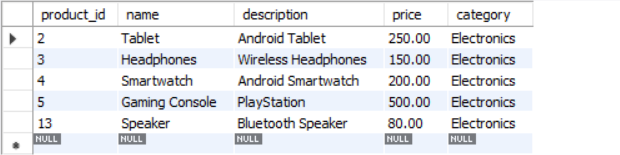 product_id name description price category
2 Tablet Android Tablet 250.00 Electronics
3 Headphones Wireless Headphones 150.00 Electronics
4 Smartwatch Android Smartwatch 200.00 Electronics
5 Gaming Console PlayStation 500.00 Electronics
13 Speaker Bluetooth Speaker 80.00 Electronics
NULL NULL NULL NULL NULL